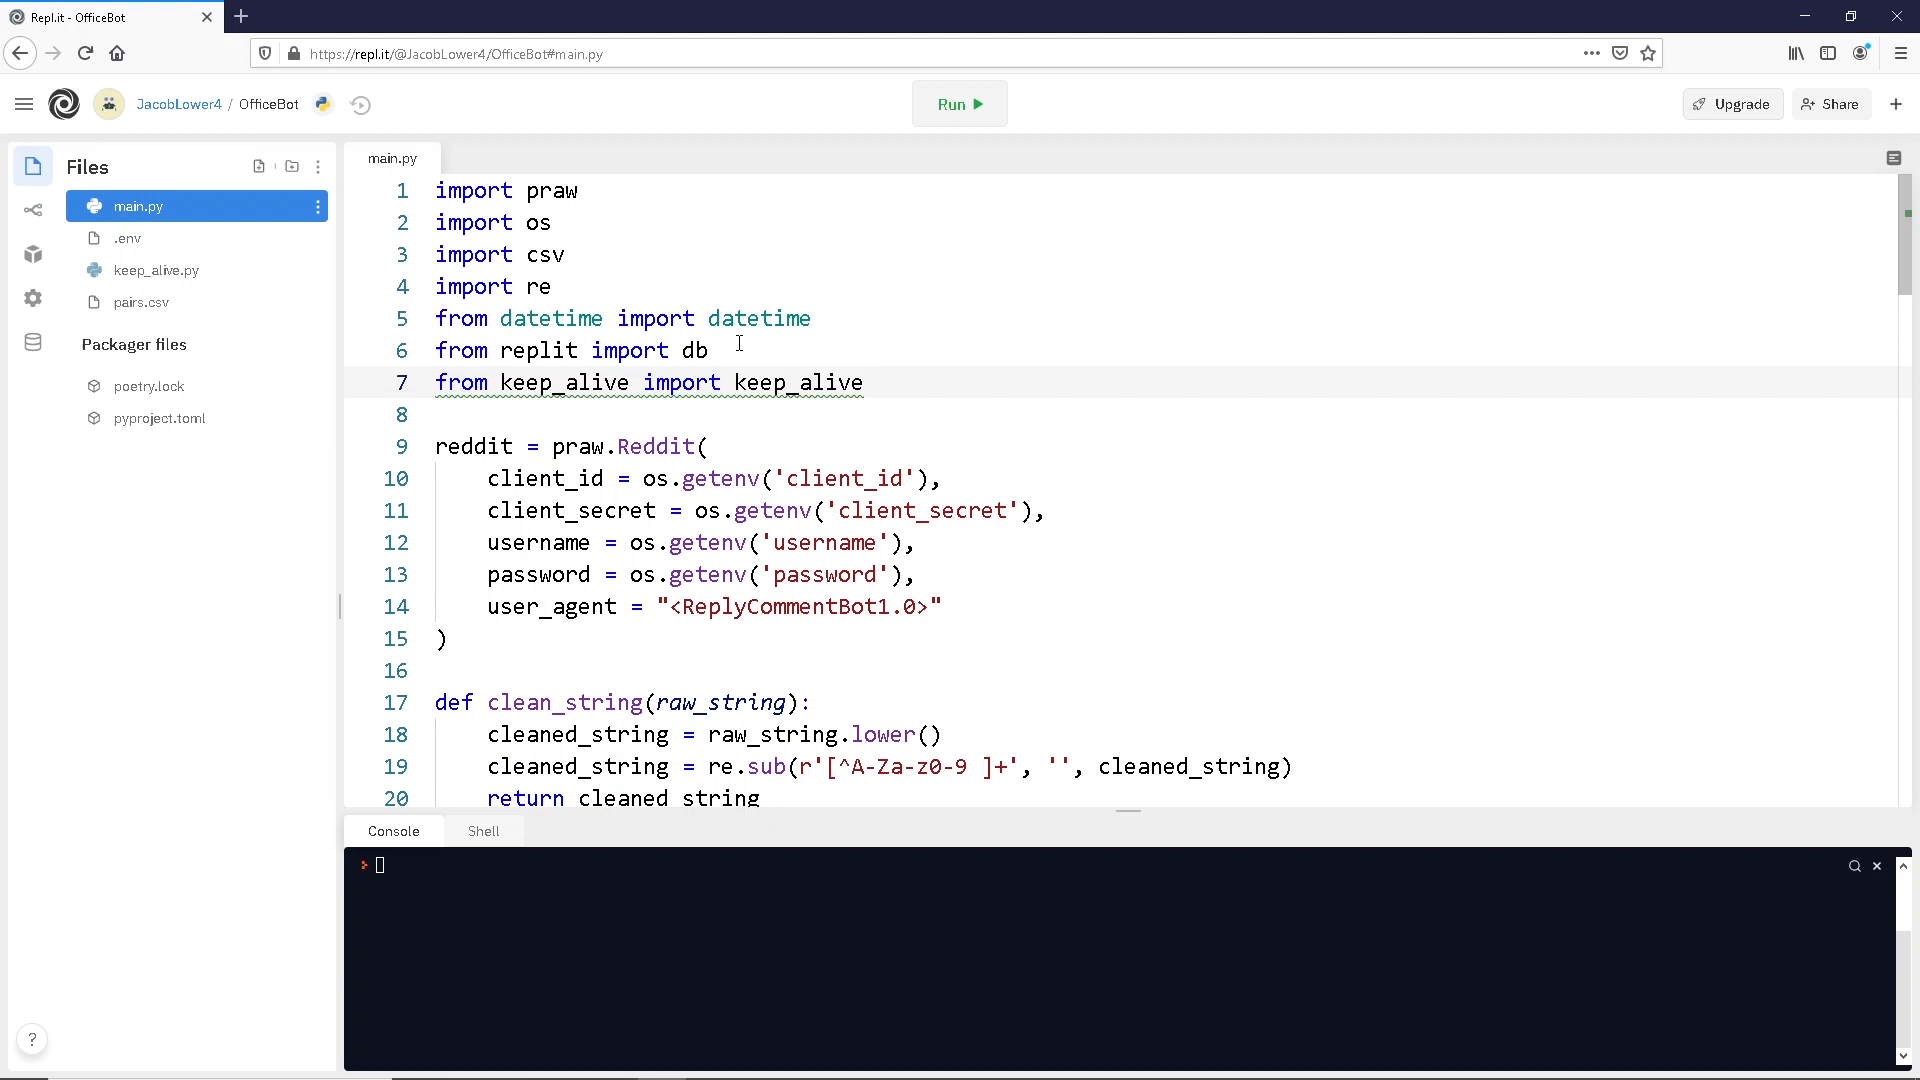 Repl.it - OfficeBot
https://repl.it/@JacobLower4/OfficeBot#main.py
JacobLower4 / OfficeBot
Run
Upgrade
Share
Files
main.py
.env
keep_alive.py
pairs.csv
Packager files
poetry.lock
pyproject.toml
?
main.py
1 import praw
2 import os
3 import csv
4 import re
5 from datetime import datetime
6 from replit import db
7 from keep_alive import keep_alive
8
9 reddit = praw.Reddit(
10 client_id = os.getenv('client_id'),
11 client_secret = os.getenv('client_secret'),
12 username = os.getenv('username'),
13 password = os.getenv('password'),
14 user_agent = "<ReplyCommentBot1.0>"
15 )
16
17 def clean_string(raw_string):
18 cleaned_string = raw_string.lower()
19 cleaned_string = re.sub(r'[^A-Za-z0-9 ]+', '', cleaned_string)
20 return cleaned_string
Console
Shell